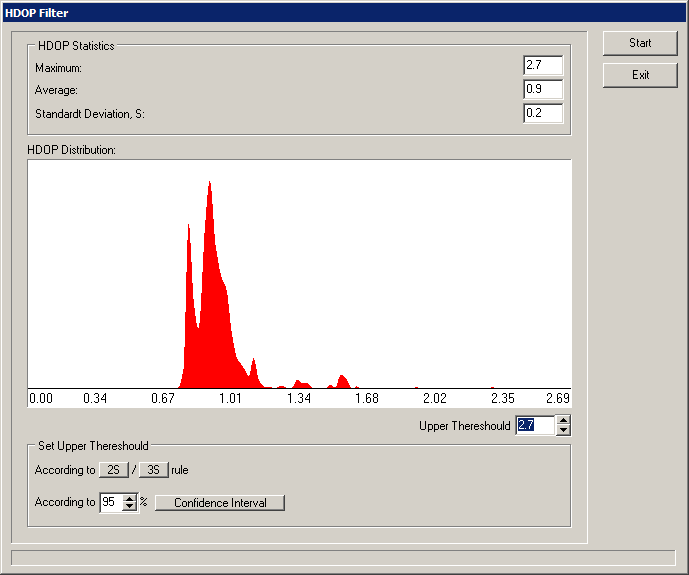 HDOP Filter
HDOP Statistics
Start
Maximum: 2.7
Exit
Average: 0.9
Standardt Deviation, S: 0.2
HDOP Distribution:
0.00 0.34 0.67 1.01 1.34 1.68 2.02 2.35 2.69
Upper Thereshould 2.7
Set Upper Thereshould
According to 2S / 3S rule
According to 95 % Confidence Interval